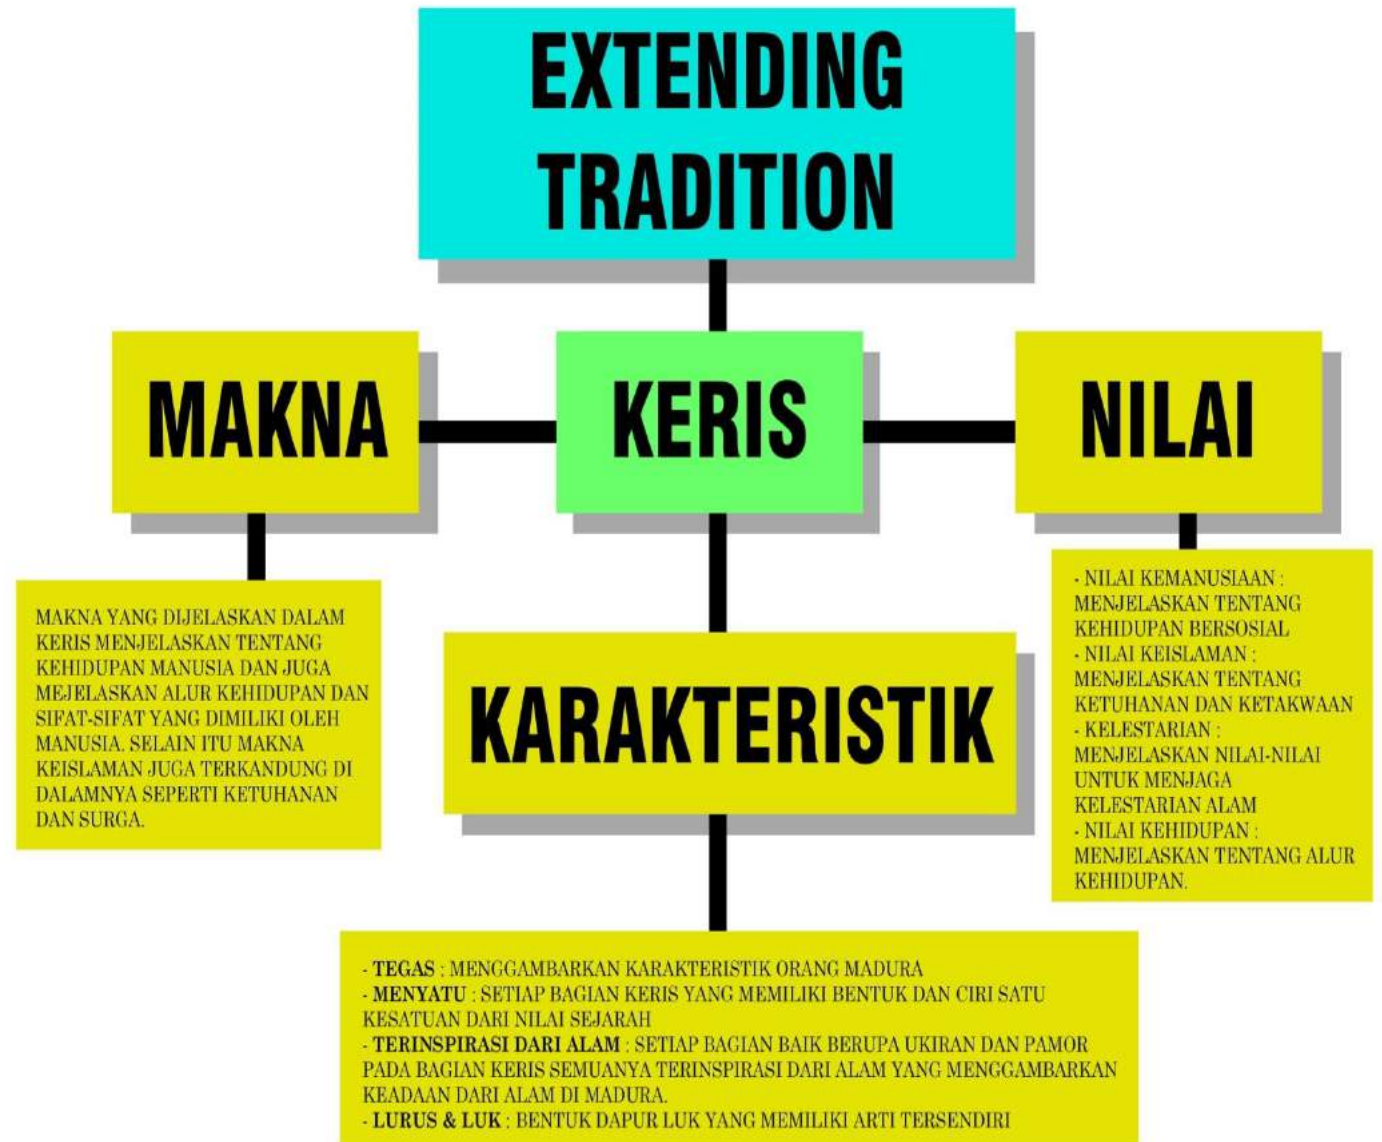 EXTENDING
TRADITION
MAKNA
KERIS
NILAI
MAKNA YANG DIJELASKAN DALAM
KERIS MENJELASKAN TENTANG
KEHIDUPAN MANUSIA DAN JUGA
MEJELASKAN ALUR KEHIDUPAN DAN
SIFAT-SIFAT YANG DIMILIKI OLEH
MANUSIA. SELAIN ITU MAKNA
KEISLAMAN JUGA TERKANDUNG DI
DALAMNYA SEPERTI KETUHANAN
DAN SURGA.
- NILAI KEMANUSIAAN :
MENJELASKAN TENTANG
KEHIDUPAN BERSOSIAL
- NILAI KEISLAMAN :
MENJELASKAN TENTANG
KETUHANAN DAN KETAKWAAN
- KELESTARIAN :
MENJELASKAN NILAI-NILAI
UNTUK MENJAGA
KELESTARIAN ALAM
- NILAI KEHIDUPAN :
MENJELASKAN TENTANG ALUR
KEHIDUPAN.
KARAKTERISTIK
- TEGAS : MENGGAMBARKAN KARAKTERISTIK ORANG MADURA
- MENYATU : SETIAP BAGIAN KERIS YANG MEMILIKI BENTUK DAN CIRI SATU
KESATUAN DARI NILAI SEJARAH
- TERINSPIRASI DARI ALAM : SETIAP BAGIAN BAIK BERUPA UKIRAN DAN PAMOR
PADA BAGIAN KERIS SEMUANYA TERINSPIRASI DARI ALAM YANG MENGGAMBARKAN
KEADAAN DARI ALAM DI MADURA.
- LURUS & LUK : BENTUK DAPUR LUK YANG MEMILIKI ARTI TERSENDIRI